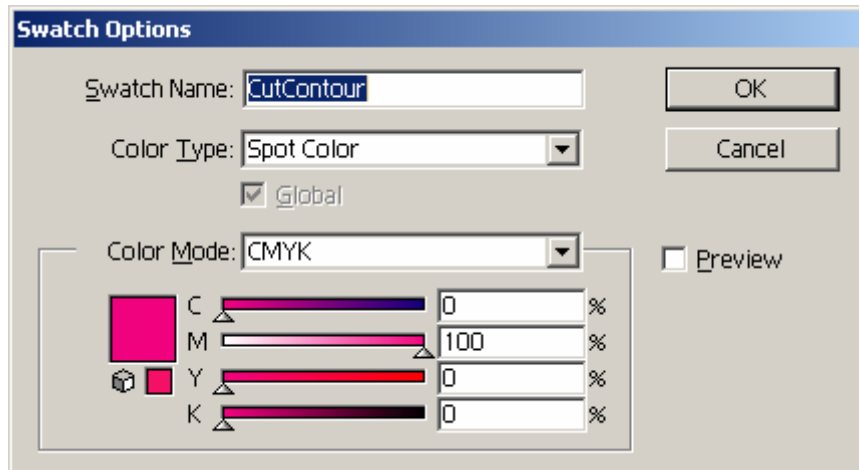 Swatch Options
Swatch Name: CutContour
OK
Color Type: Spot Color
Cancel
Global
Color Mode: CMYK
Preview
C 0 %
M 100 %
Y 0 %
K 0 %